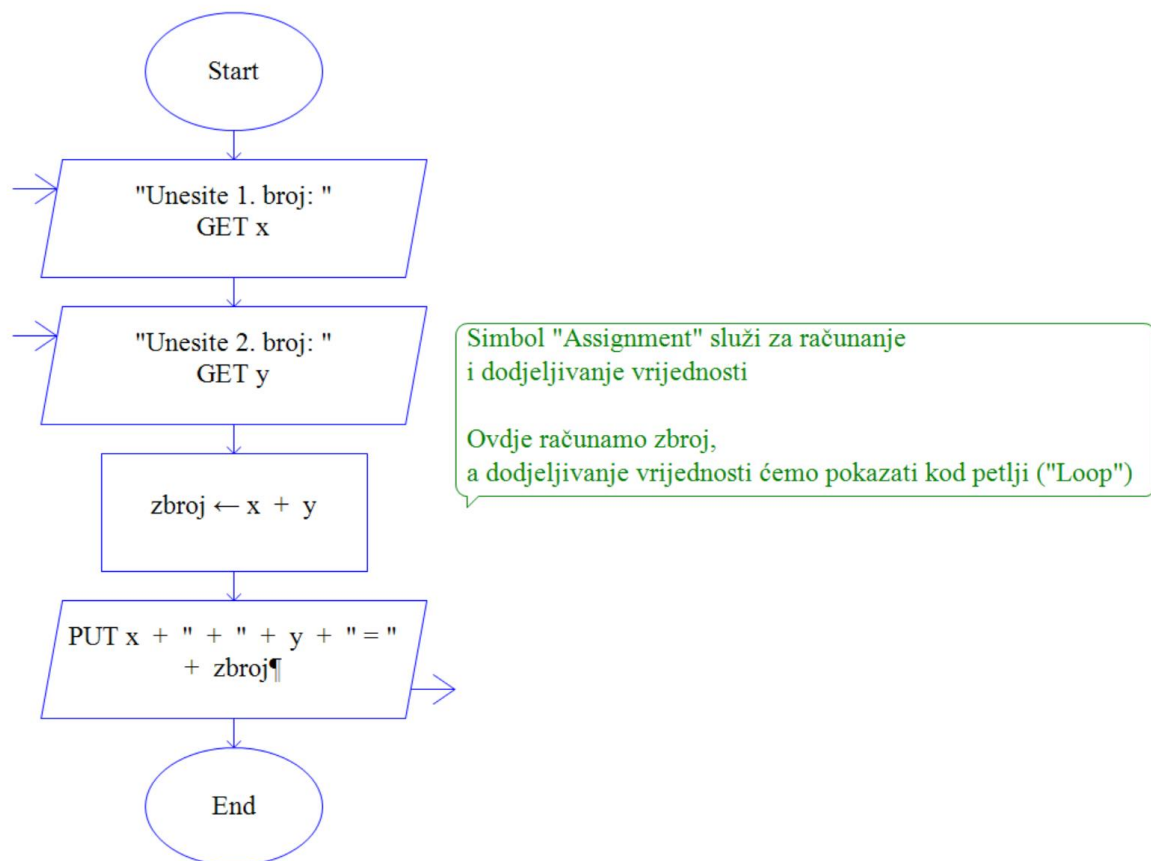 Start
"Unesite 1. broj: "
GET x
"Unesite 2. broj: "
GET y
Simbol "Assignment" služi za računanje
i dodjeljivanje vrijednosti
Ovdje računamo zbroj,
a dodjeljivanje vrijednosti ćemo pokazati kod petlji ("Loop")
zbroj ← x + y
PUT x + " + " + y + " = "
+ zbroj¶
End